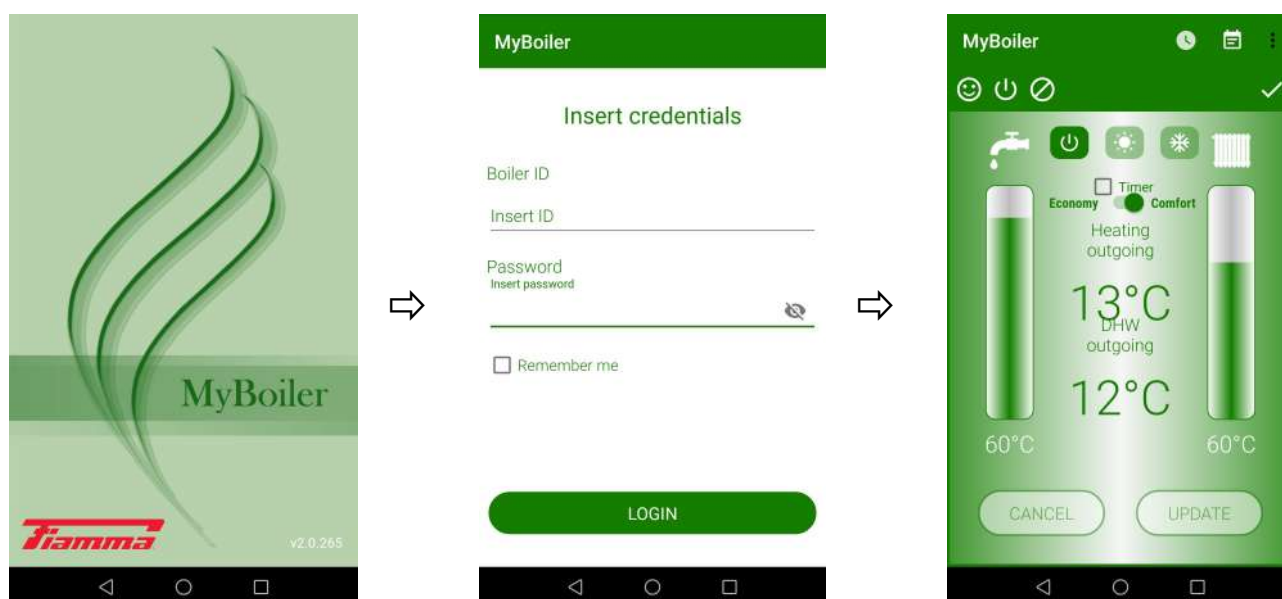 MyBoiler
Fiamma
v2.0.265
MyBoiler
Insert credentials
Boiler ID
Insert ID
Password
Insert password
Remember me
LOGIN
MyBoiler
Timer
Economy Comfort
Heating
outgoing
13°C
DHW
outgoing
12°C
60°C 60°C
CANCEL UPDATE